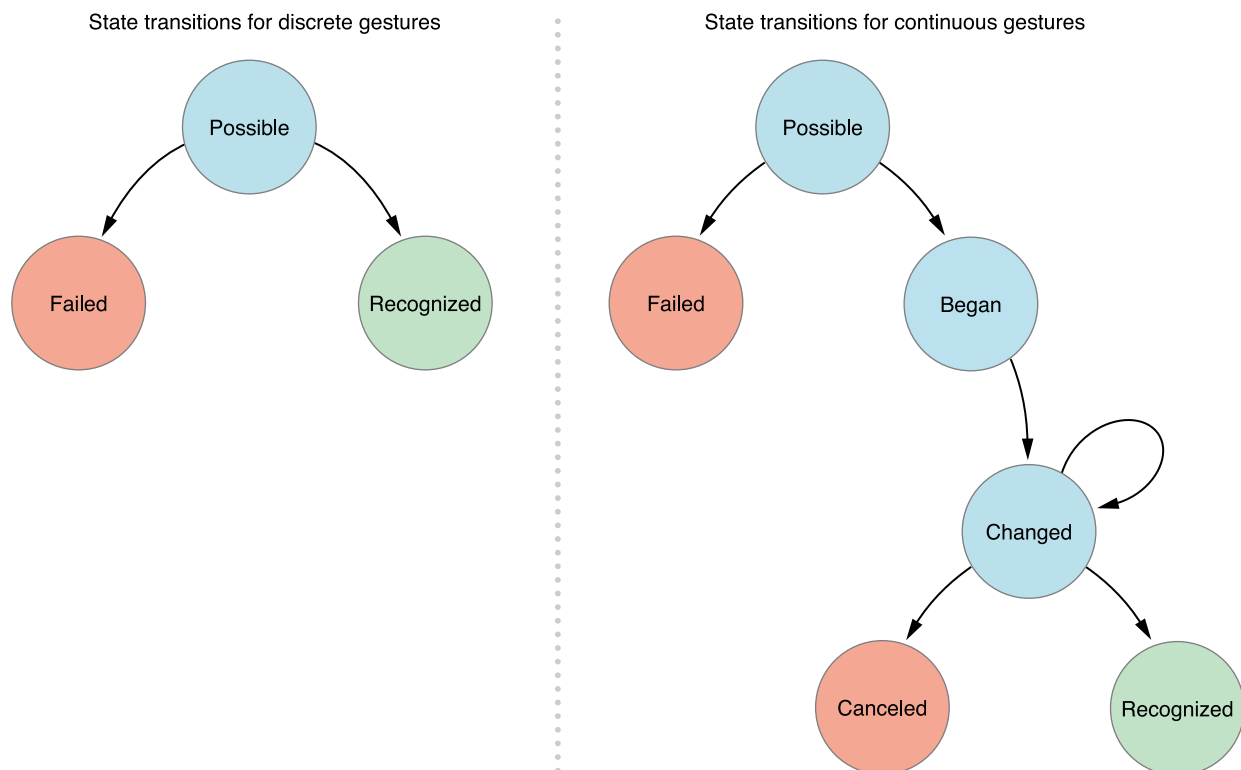 State transitions for discrete gestures
Possible
Failed
Recognized
State transitions for continuous gestures
Possible
Failed
Began
Changed
Canceled
Recognized